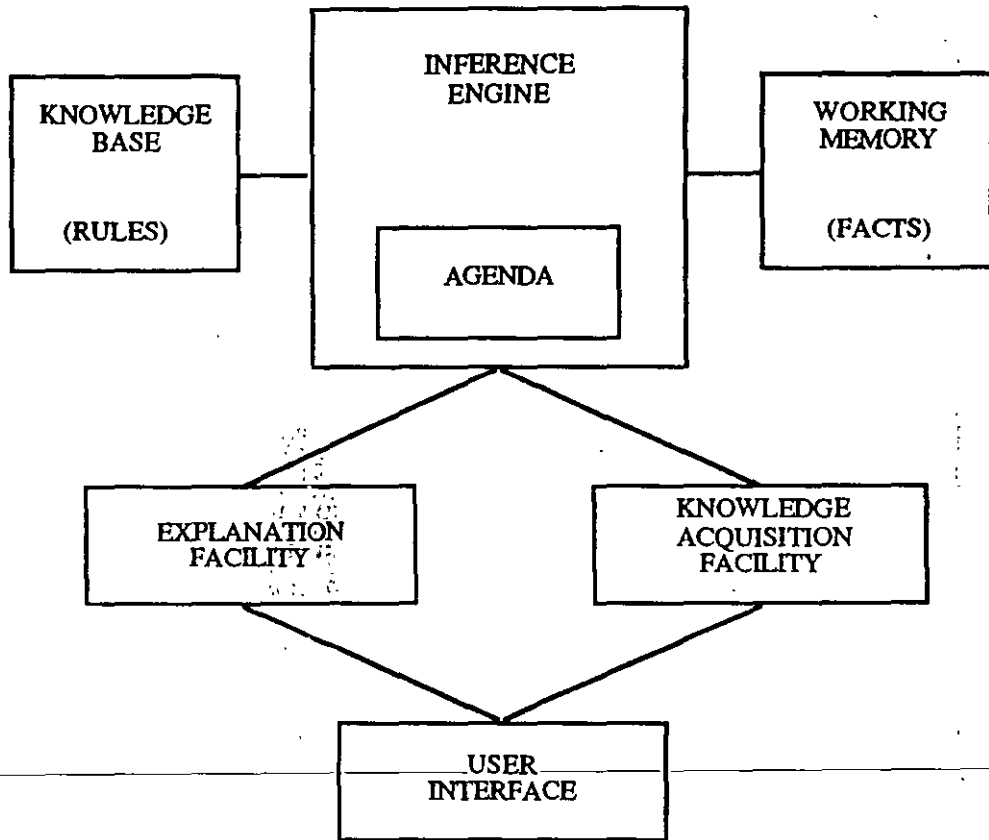 INFERENCE
ENGINE
KNOWLEDGE
BASE
(RULES)
WORKING
MEMORY
(FACTS)
AGENDA
EXPLANATION
FACILITY
KNOWLEDGE
ACQUISITION
FACILITY
USER
INTERFACE